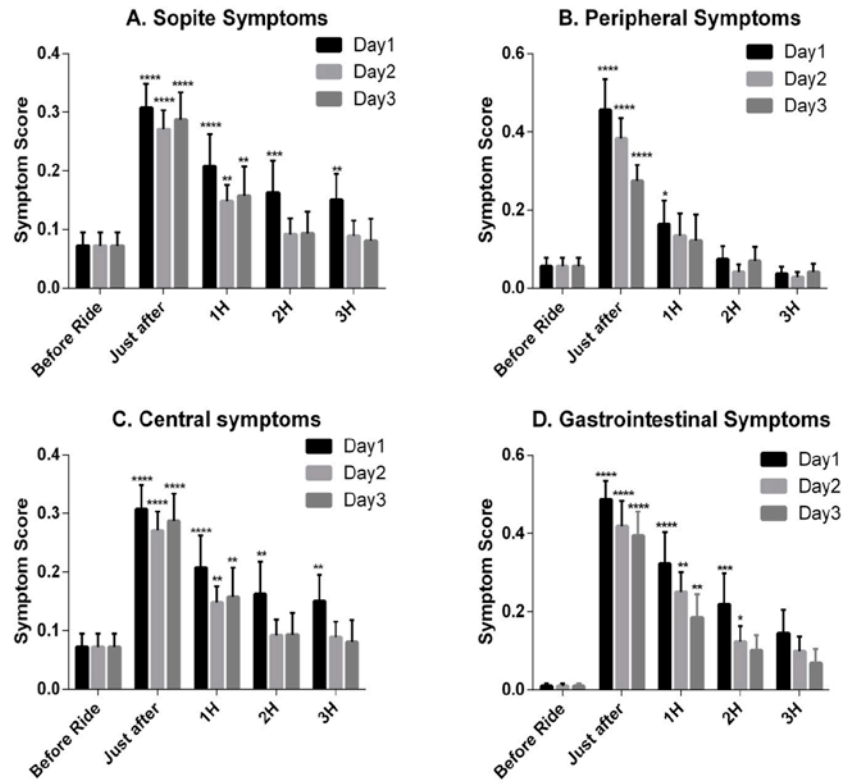 A. Sopite Symptoms
Day1
Day2
Day3
Symptom Score
0.4
0.3
0.2
0.1
0.0
**** **** ****
**** ** **
***
**
Before Ride
Just after
1H
2H
3H
B. Peripheral Symptoms
Day1
Day2
Day3
Symptom Score
0.6
0.4
0.2
0.0
**** **** ****
*
Before Ride
Just after
1H
2H
3H
C. Central symptoms
Day1
Day2
Day3
Symptom Score
0.4
0.3
0.2
0.1
0.0
**** **** ****
**** ** **
**
**
Before Ride
Just after
1H
2H
3H
D. Gastrointestinal Symptoms
Day1
Day2
Day3
Symptom Score
0.6
0.4
0.2
0.0
**** **** ****
**** ** **
*** *
Before Ride
Just after
1H
2H
3H